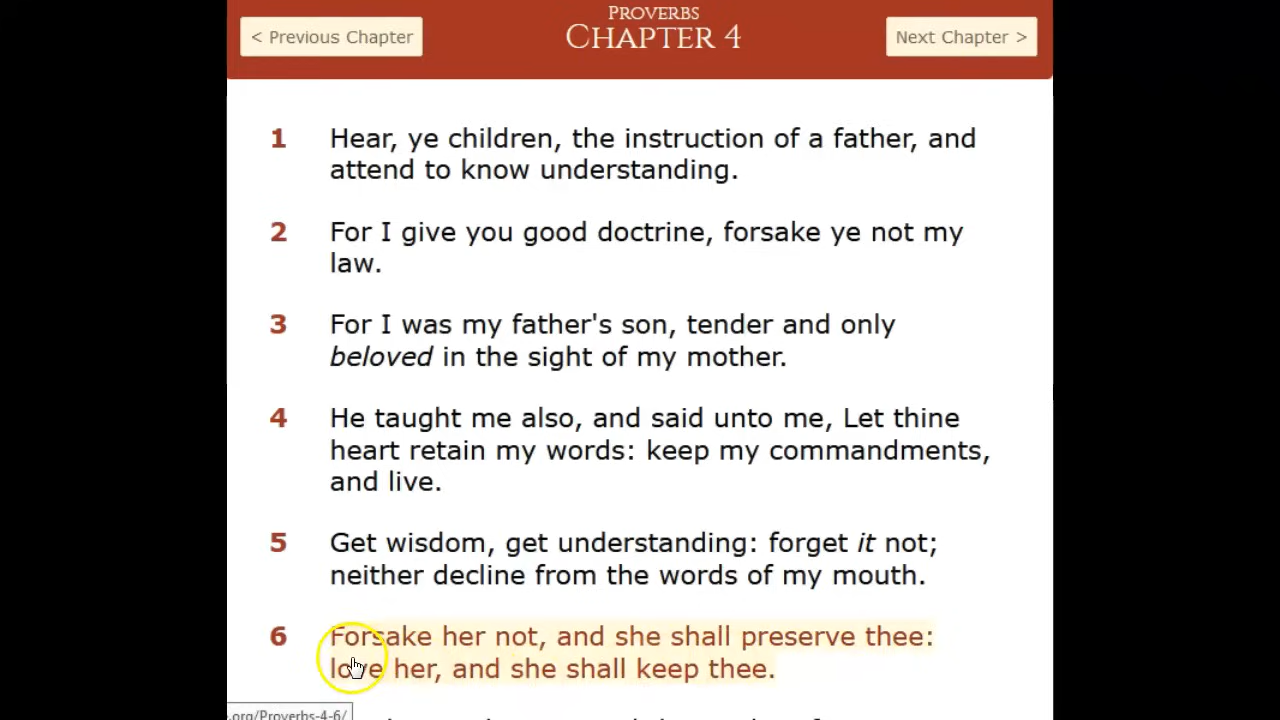 PROVERBS
< Previous Chapter
CHAPTER 4
Next Chapter >
1 Hear, ye children, the instruction of a father, and
attend to know understanding.
2 For I give you good doctrine, forsake ye not my
law.
3 For I was my father's son, tender and only
beloved in the sight of my mother.
4 He taught me also, and said unto me, Let thine
heart retain my words: keep my commandments,
and live.
5 Get wisdom, get understanding: forget it not;
neither decline from the words of my mouth.
6 Forsake her not, and she shall preserve thee:
love her, and she shall keep thee.
.org/Proverbs-4-6/